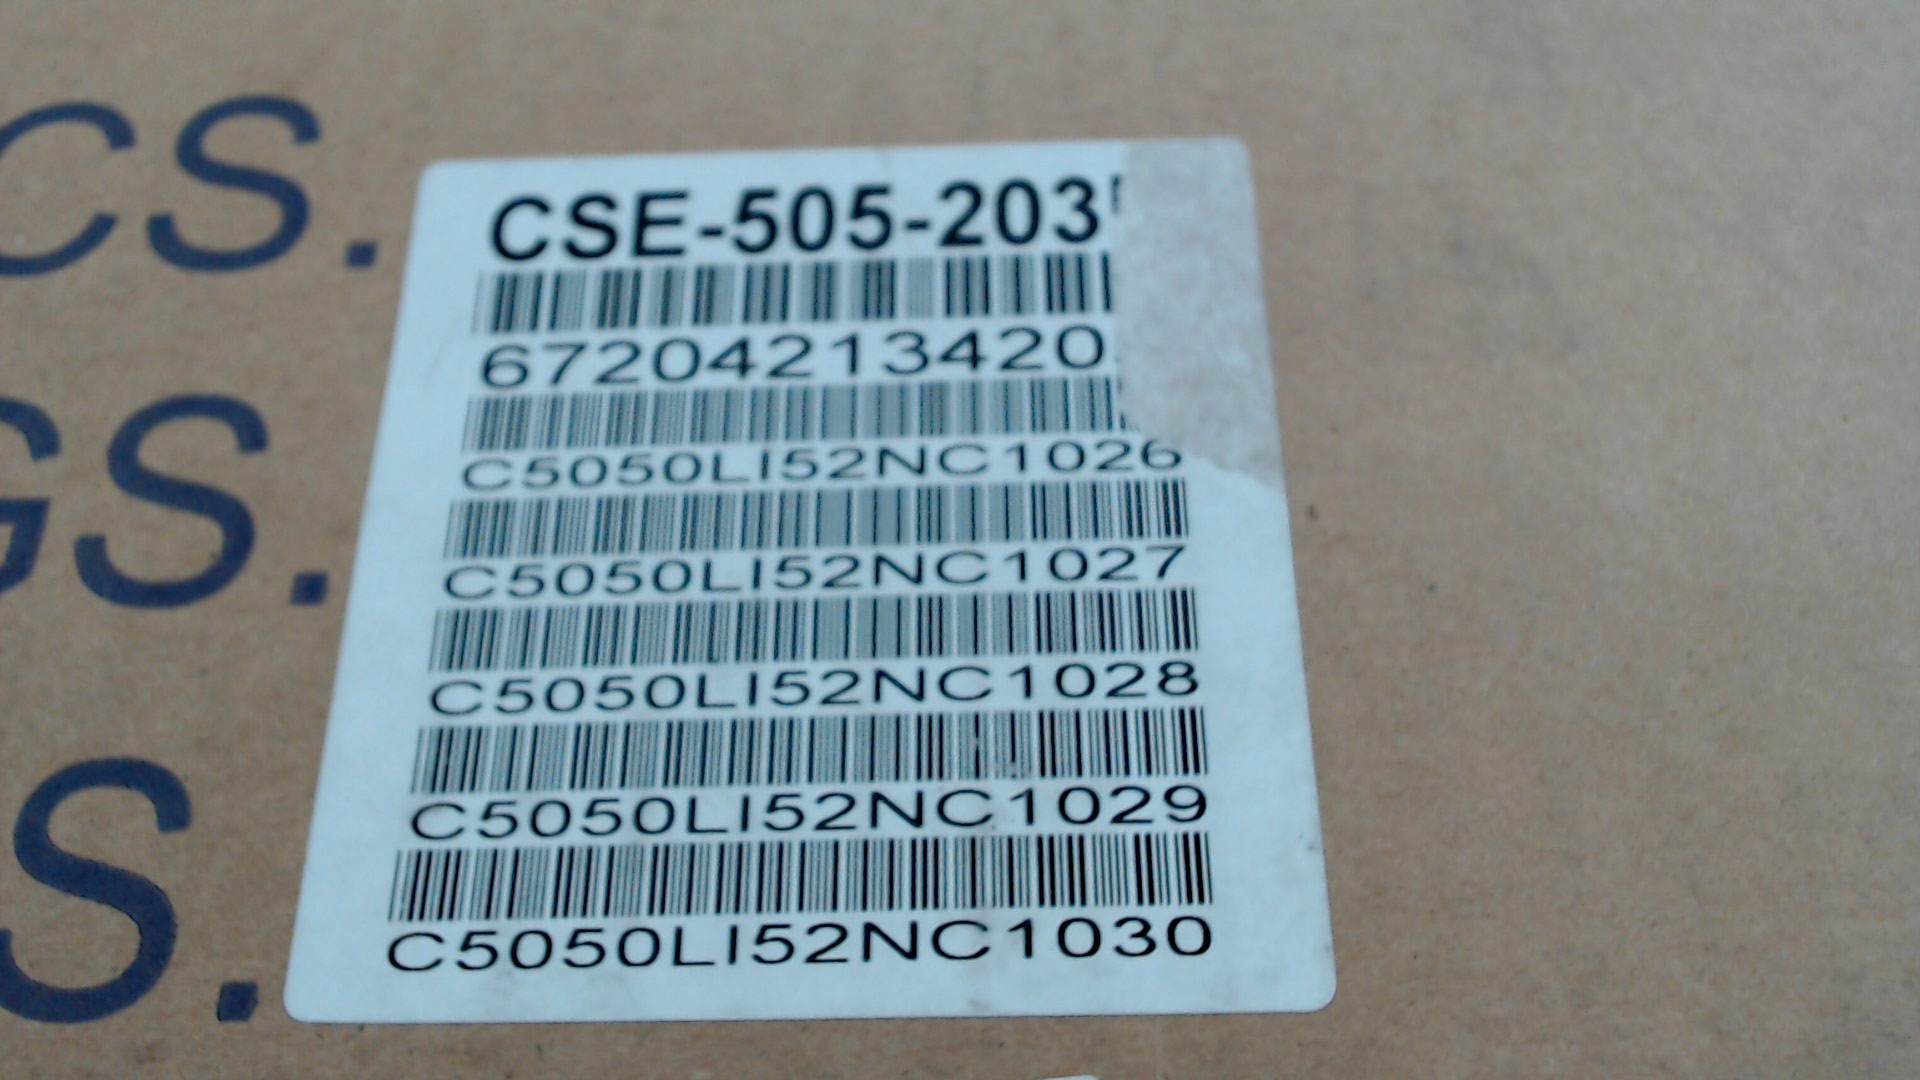 CS.
GS.
S.
CSE-505-203
67204213420
C5050LI52NC1026
C5050LI52NC1027
C5050LI52NC1028
C5050LI52NC1029
C5050LI52NC1030